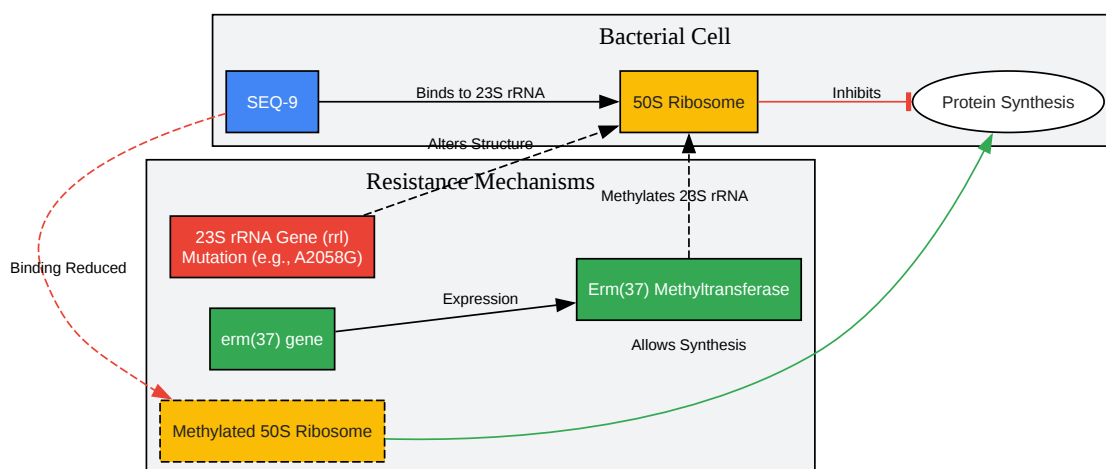 Bacterial Cell
SEQ-9
Binds to 23S rRNA
50S Ribosome
Inhibits
Protein Synthesis
Alters Structure
Resistance Mechanisms
Methylates 23S rRNA
23S rRNA Gene (rrl)
Mutation (e.g., A2058G)
Binding Reduced
Erm(37) Methyltransferase
Expression
erm(37) gene
Allows Synthesis
Methylated 50S Ribosome